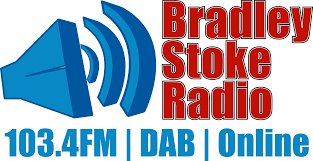 Bradley
Stoke
Radio
103.4FM | DAB | Online